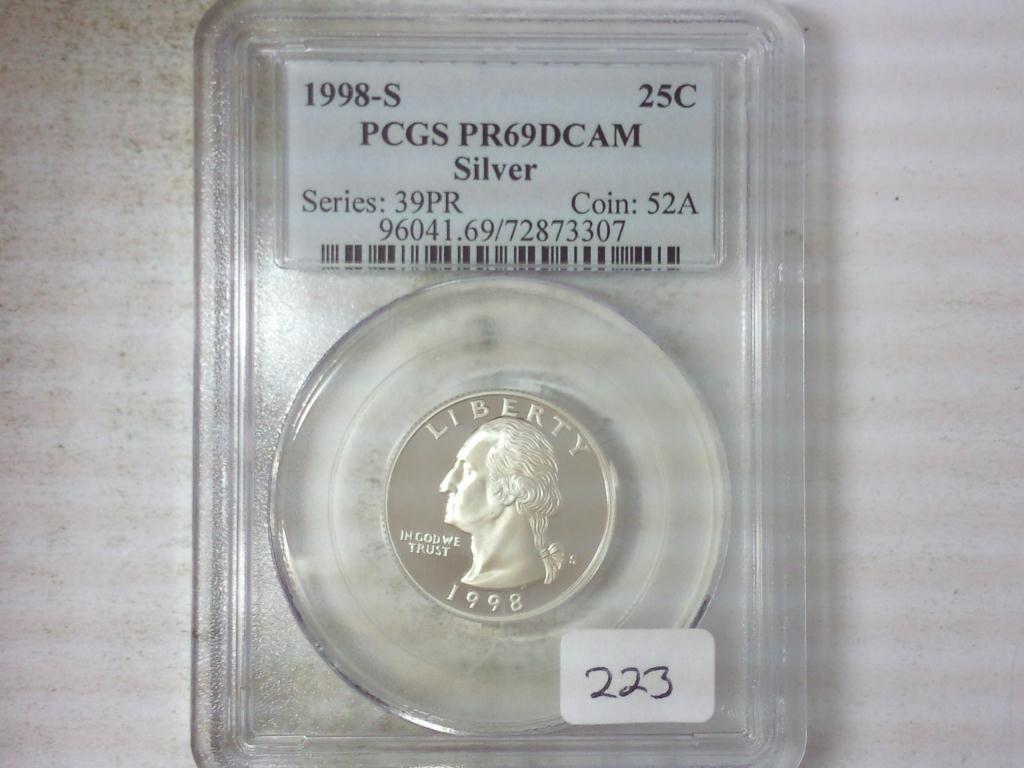 1998-S 25C
PCGS PR69DCAM
Silver
Series: 39PR Coin: 52A
96041.69/72873307
LIBERTY
IN GOD WE
TRUST
S
1998
223